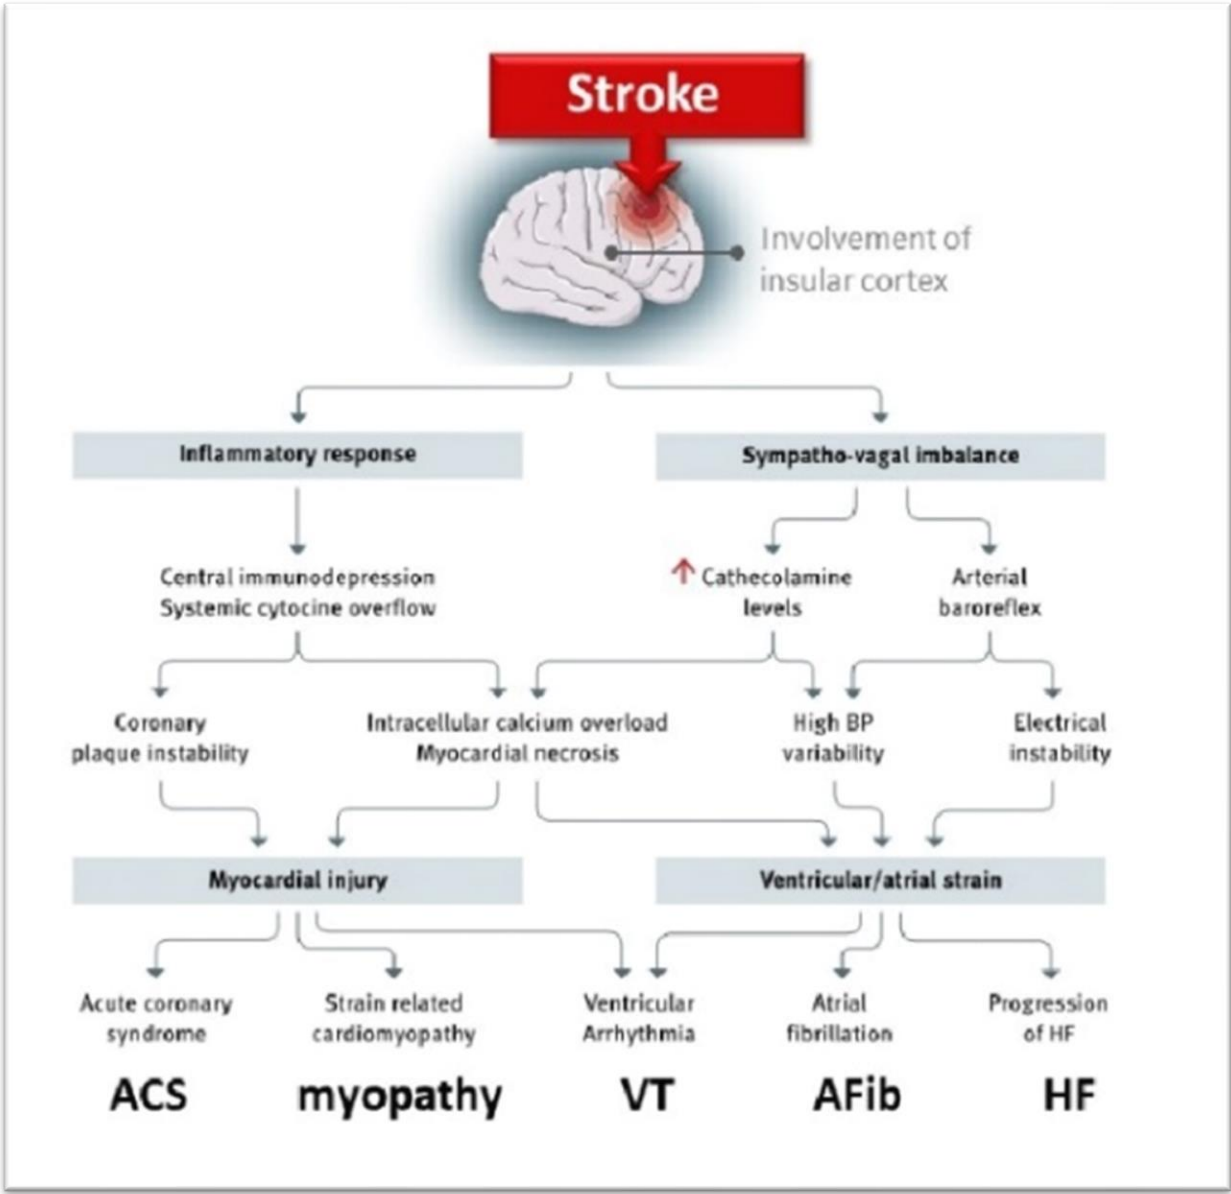 Stroke
Involvement of
insular cortex
Inflammatory response
Sympatho-vagal imbalance
Central immunodepression
Systemic cytocine overflow
Cathecolamine
levels
Arterial
baroreflex
Coronary
plaque instability
Intracellular calcium overload
Myocardial necrosis
High BP
variability
Electrical
instability
Myocardial injury
Ventricular/atrial strain
Acute coronary
syndrome
Strain related
cardiomyopathy
Ventricular
Arrhythmia
Atrial
fibrillation
Progression
of HF
ACS
myopathy
VT
AFib
HF